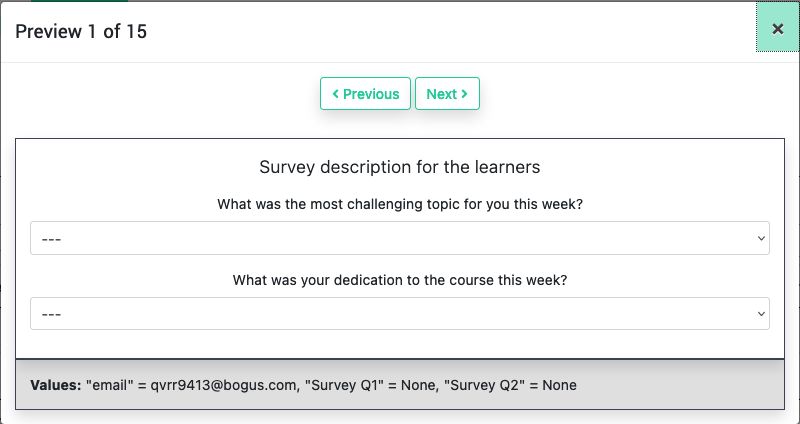 Preview 1 of 15
×
Previous Next
Survey description for the learners
What was the most challenging topic for you this week?
---
What was your dedication to the course this week?
---
Values: "email" = qvrr9413@bogus.com, "Survey Q1" = None, "Survey Q2" = None